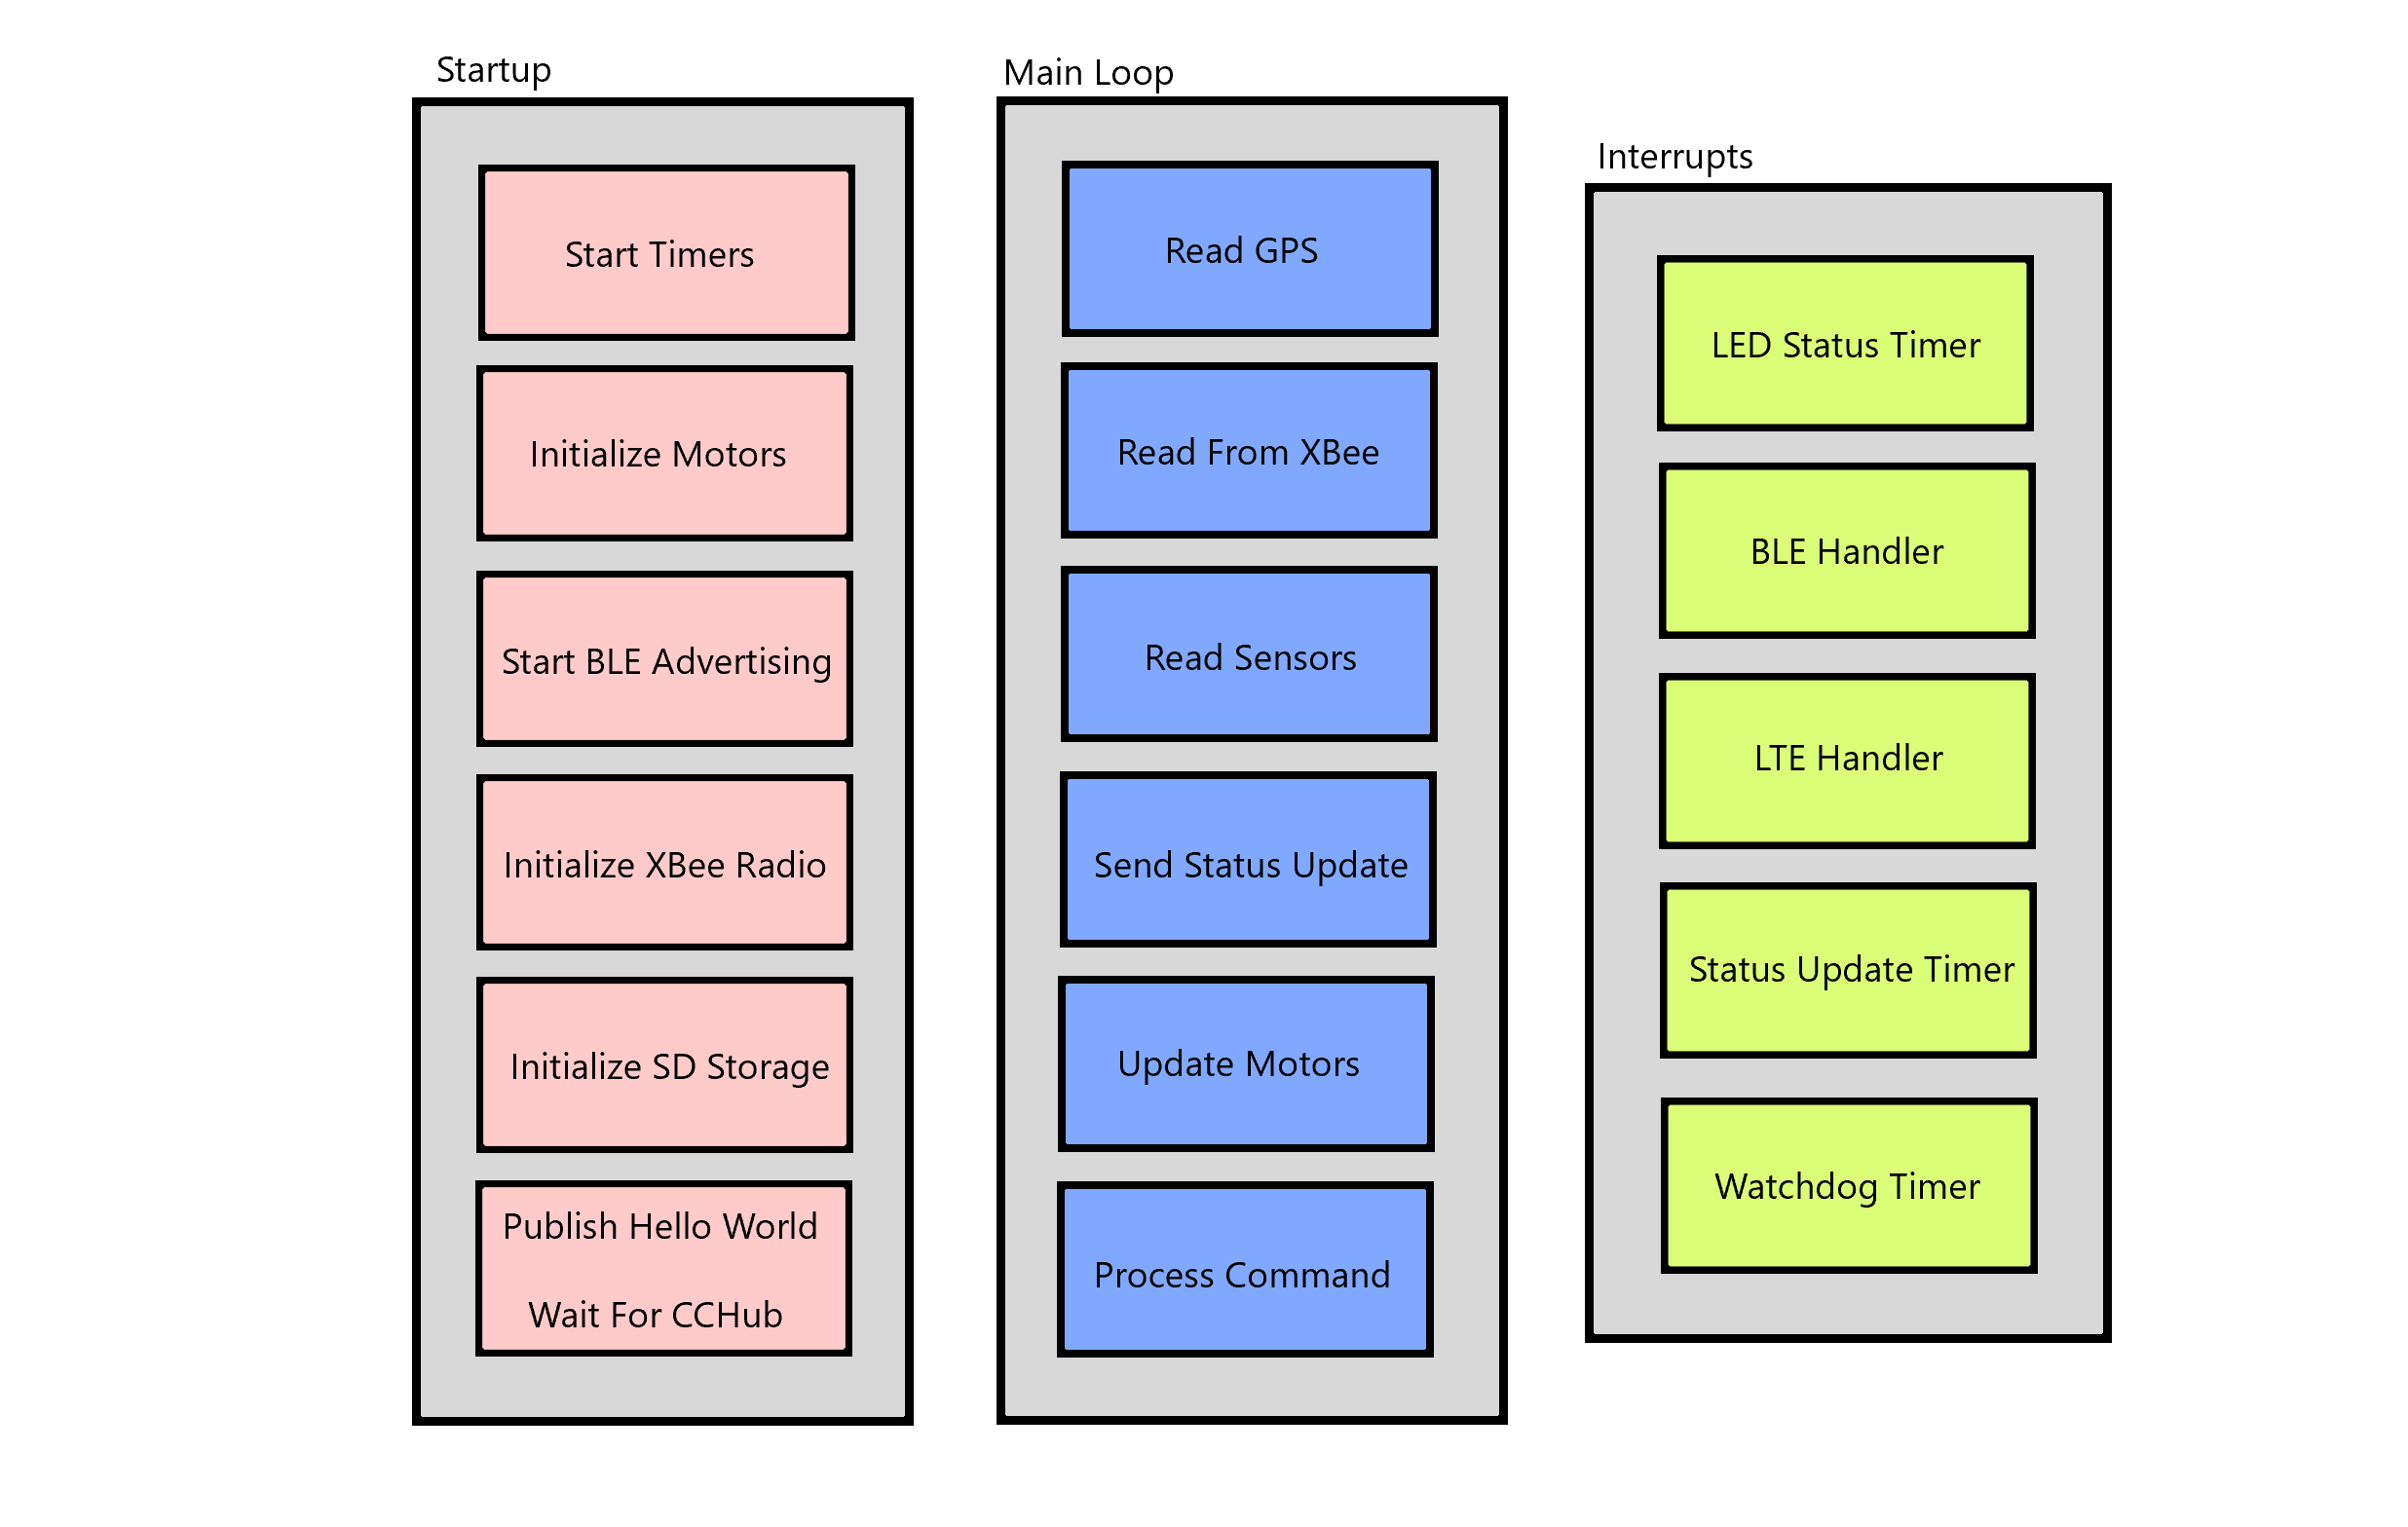 Startup
Start Timers
Initialize Motors
Start BLE Advertising
Initialize XBee Radio
Initialize SD Storage
Publish Hello World
Wait For CCHub
Main Loop
Read GPS
Read From XBee
Read Sensors
Send Status Update
Update Motors
Process Command
Interrupts
LED Status Timer
BLE Handler
LTE Handler
Status Update Timer
Watchdog Timer